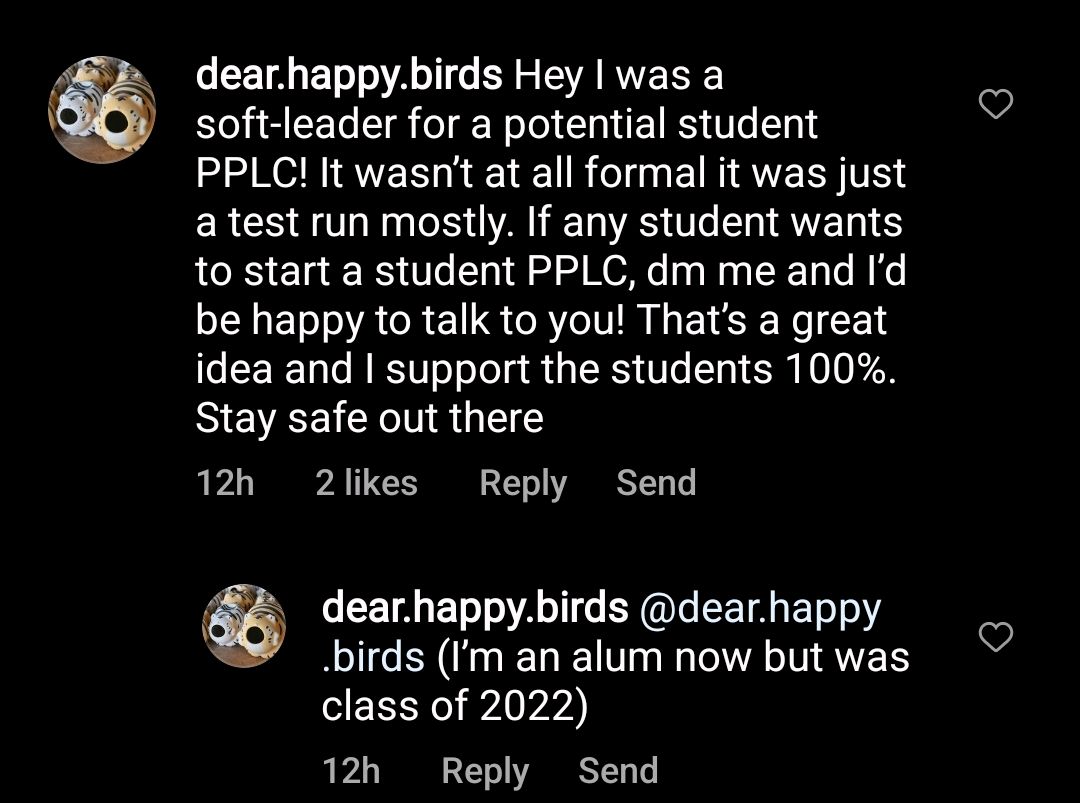 dear.happy.birds Hey I was a
soft-leader for a potential student
PPLC! It wasn’t at all formal it was just
a test run mostly. If any student wants
to start a student PPLC, dm me and I’d
be happy to talk to you! That’s a great
idea and I support the students 100%.
Stay safe out there
12h 2 likes Reply Send
dear.happy.birds @dear.happy
.birds (I’m an alum now but was
class of 2022)
12h Reply Send